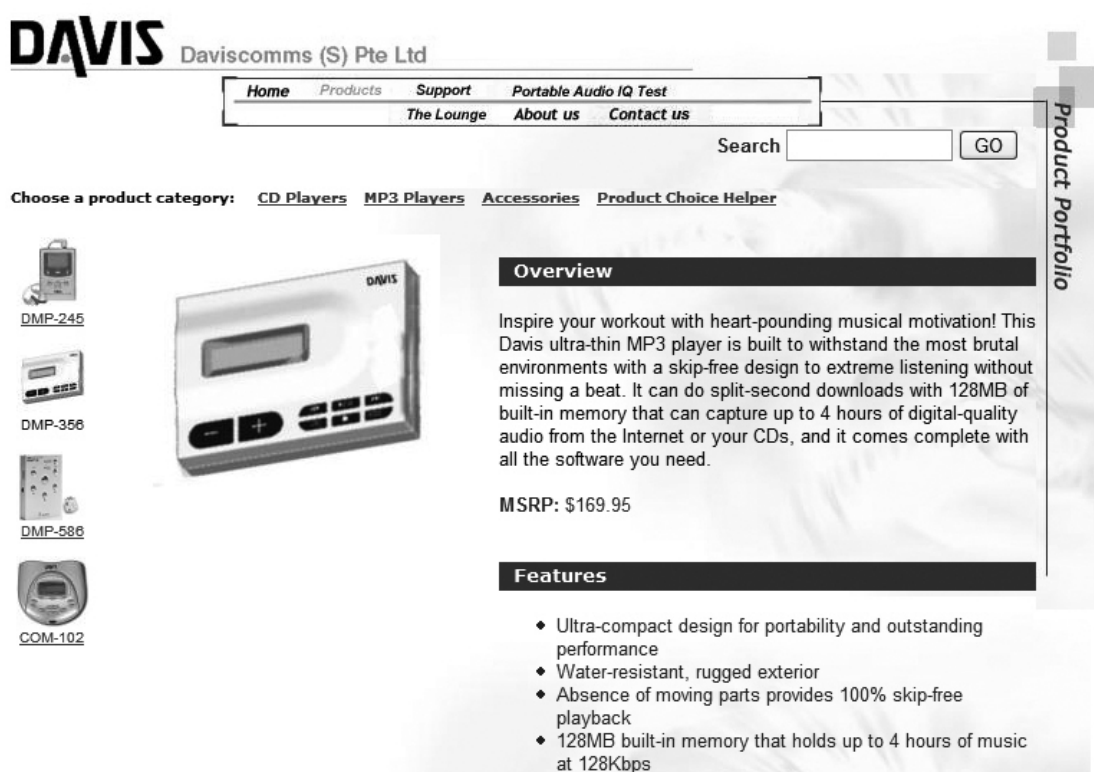 DAVIS Daviscomms (S) Pte Ltd
Home Products Support Portable Audio IQ Test
The Lounge About us Contact us
Search GO
Product Portfolio
Choose a product category: CD Players MP3 Players Accessories Product Choice Helper
DMP-245
DMP-356
DMP-586
COM-102
DAVIS
Overview
Inspire your workout with heart-pounding musical motivation! This
Davis ultra-thin MP3 player is built to withstand the most brutal
environments with a skip-free design to extreme listening without
missing a beat. It can do split-second downloads with 128MB of
built-in memory that can capture up to 4 hours of digital-quality
audio from the Internet or your CDs, and it comes complete with
all the software you need.
MSRP: $169.95
Features
◆ Ultra-compact design for portability and outstanding
performance
◆ Water-resistant, rugged exterior
◆ Absence of moving parts provides 100% skip-free
playback
◆ 128MB built-in memory that holds up to 4 hours of music
at 128Kbps